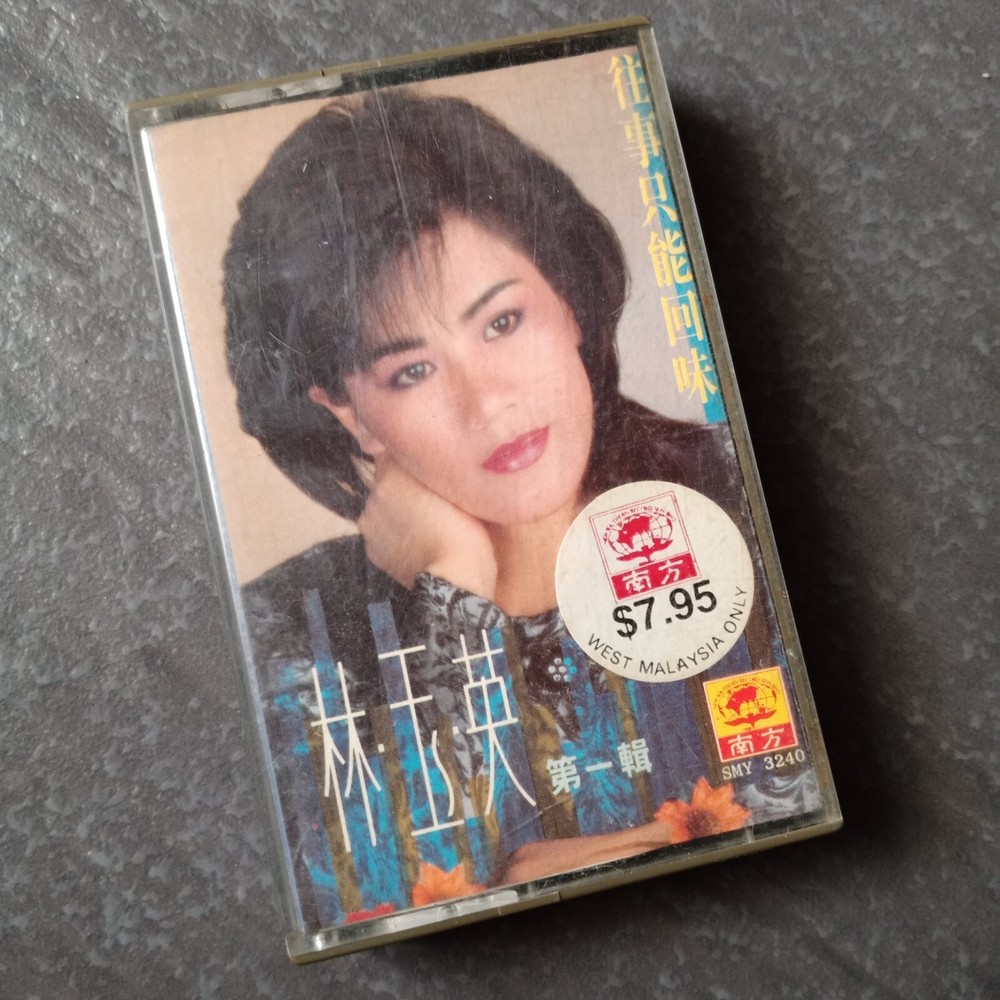 往事只能回味
南方
$7.95
WEST MALAYSIA ONLY
林·玉·英
第一輯
南方
SMY 3240